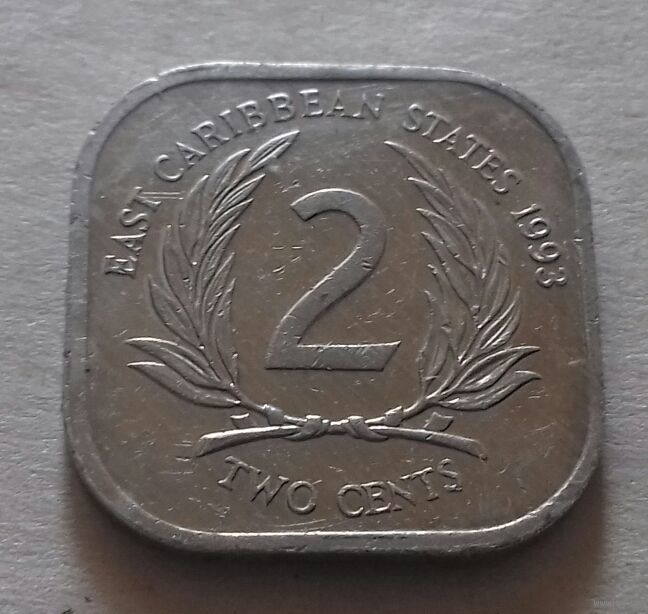 EAST CARIBBEAN STATES 1993
2
TWO CENTS